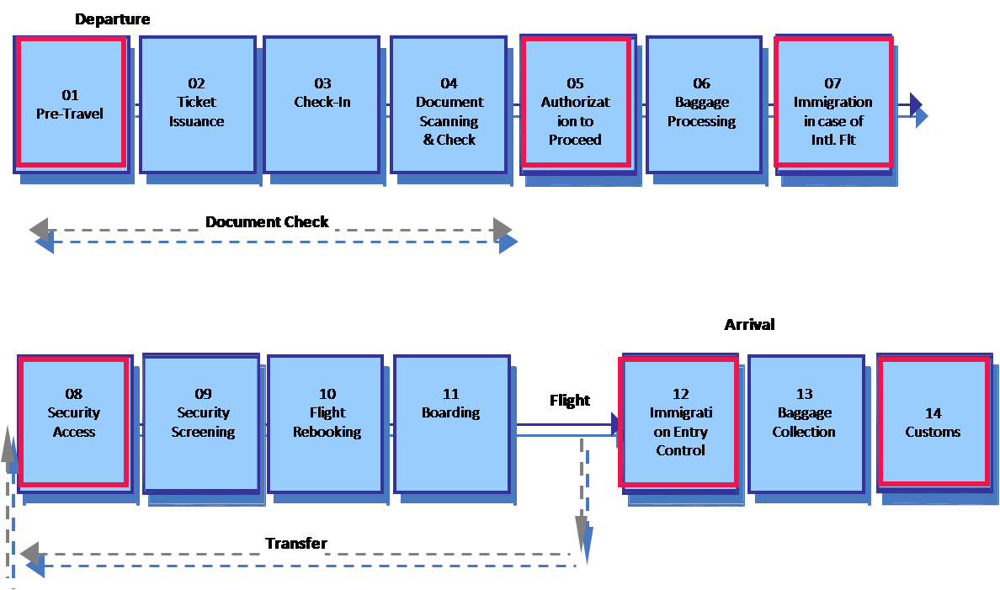 Departure
01
Pre-Travel
02
Ticket
Issuance
03
Check-In
04
Document
Scanning
& Check
05
Authorizat
ion to
Proceed
06
Baggage
Processing
07
Immigration
in case of
Intl. Flt
Document Check
Arrival
08
Security
Access
09
Security
Screening
10
Flight
Rebooking
11
Boarding
Flight
12
Immigrati
on Entry
Control
13
Baggage
Collection
14
Customs
Transfer